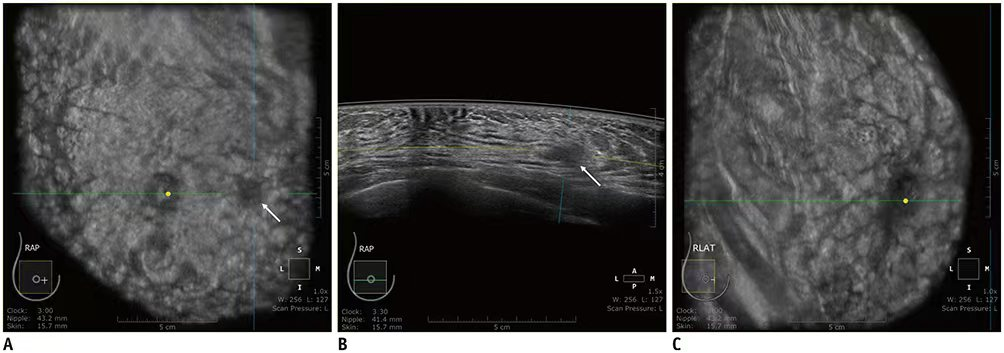 5 cm
RAP
S
L M
I
1.0x
W: 256 L: 127
Scan Pressure: L
Clock: 3:00
Nipple: 43.2 mm
Skin: 15.7 mm
5 cm
A
4 cm
RAP
A
L M
P
1.5x
W: 256 L: 127
Scan Pressure: L
Clock: 3 30
Nipple: 41.4 mm
Skin: 15.7 mm
5 cm
B
5 cm
RLAT
S
L M
I
1.0x
W: 256 L: 127
Scan Pressure: L
Nipple: 43.2 mm
Skin: 15.7 mm
5 cm
C